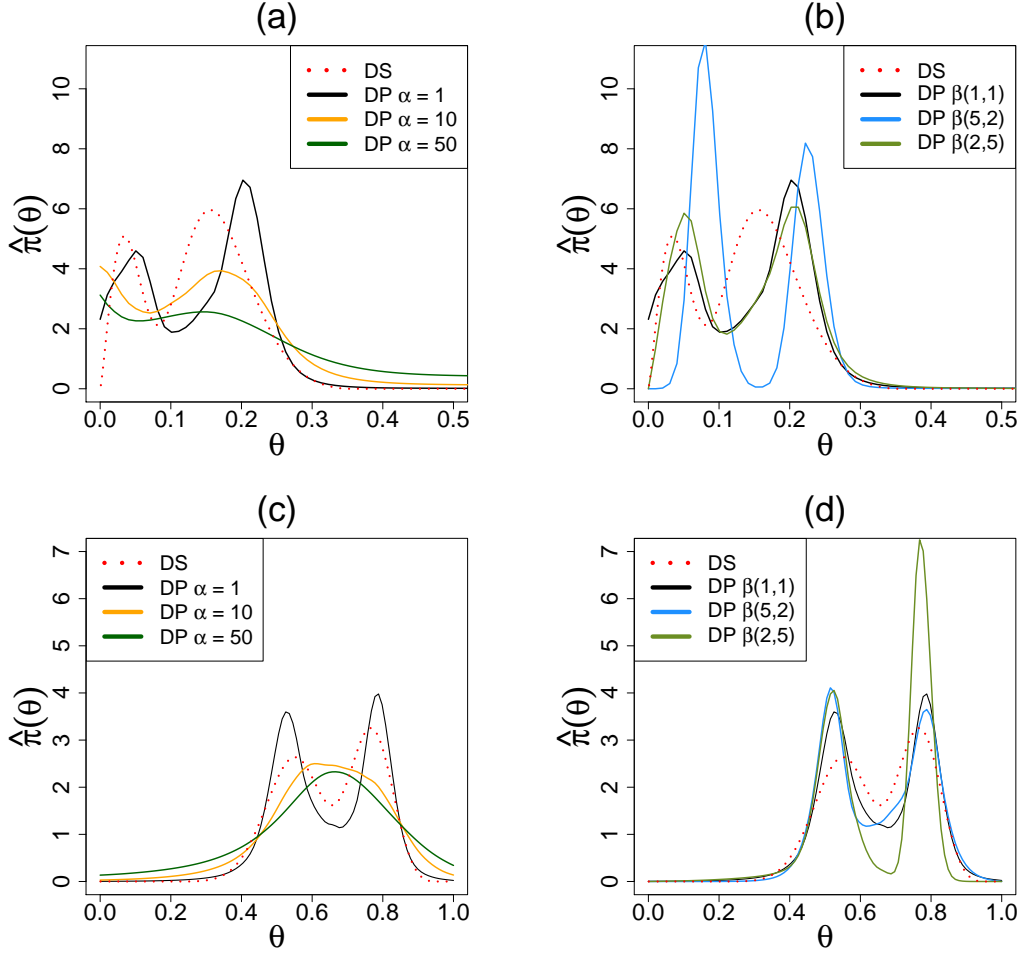 (a)
DS
DP α = 1
DP α = 10
DP α = 50
π̂(θ)
0 2 4 6 8 10
0.0 0.1 0.2 0.3 0.4 0.5
θ
(b)
DS
DP β(1,1)
DP β(5,2)
DP β(2,5)
π̂(θ)
0 2 4 6 8 10
0.0 0.1 0.2 0.3 0.4 0.5
θ
(c)
DS
DP α = 1
DP α = 10
DP α = 50
π̂(θ)
0 1 2 3 4 5 6 7
0.0 0.2 0.4 0.6 0.8 1.0
θ
(d)
DS
DP β(1,1)
DP β(5,2)
DP β(2,5)
π̂(θ)
0 1 2 3 4 5 6 7
0.0 0.2 0.4 0.6 0.8 1.0
θ